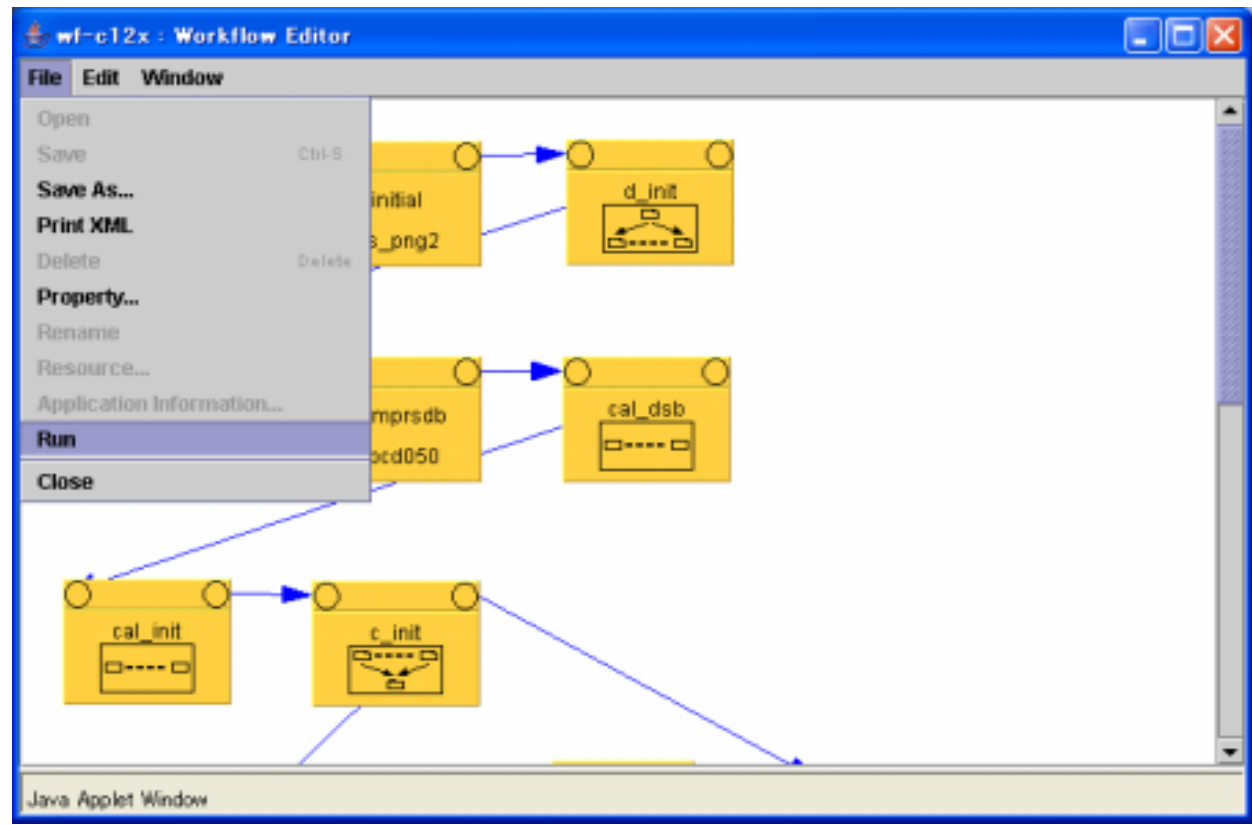 wf-c12x : Workflow Editor
File Edit Window
Open
Save Ctrl-S
Save As...
Print XML
Delete Delete
Property...
Rename
Resource...
Application Information...
Run
Close
initial
s_png2
d_init
mprsdb
ocd050
cal_dsb
cal_init
c_init
Java Applet Window